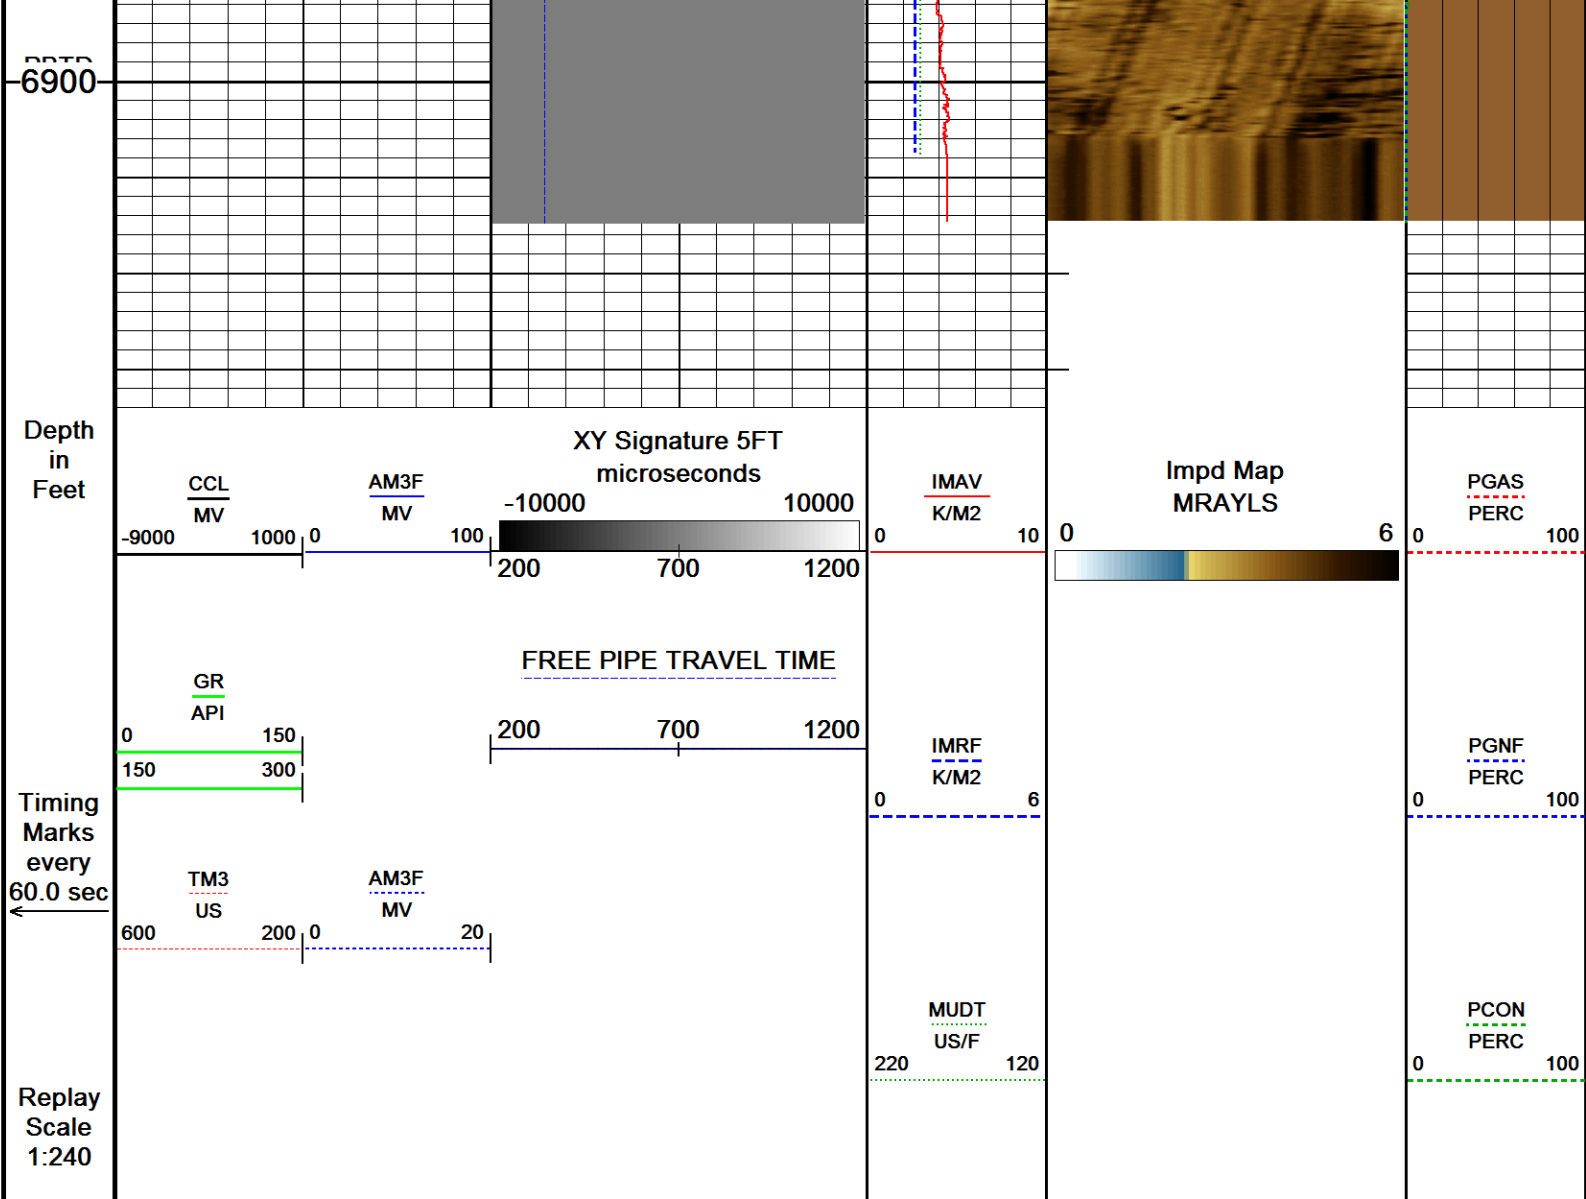 6900
Depth
in
Feet
CCL
MV
-9000 1000
AM3F
MV
0 100
XY Signature 5FT
microseconds
-10000 10000
200 700 1200
IMAV
K/M2
0 10
Impd Map
MRAYLS
0 6
PGAS
PERC
0 100
FREE PIPE TRAVEL TIME
200 700 1200
GR
API
0 150
150 300
IMRF
K/M2
0 6
PGNF
PERC
0 100
Timing
Marks
every
60.0 sec
TM3
US
600 200
AM3F
MV
0 20
MUDT
US/F
220 120
PCON
PERC
0 100
Replay
Scale
1:240